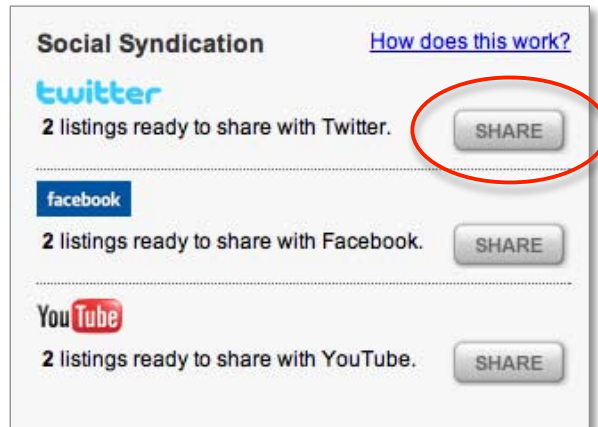 Social Syndication How does this work?
twitter
2 listings ready to share with Twitter. SHARE
facebook
2 listings ready to share with Facebook. SHARE
YouTube
2 listings ready to share with YouTube. SHARE